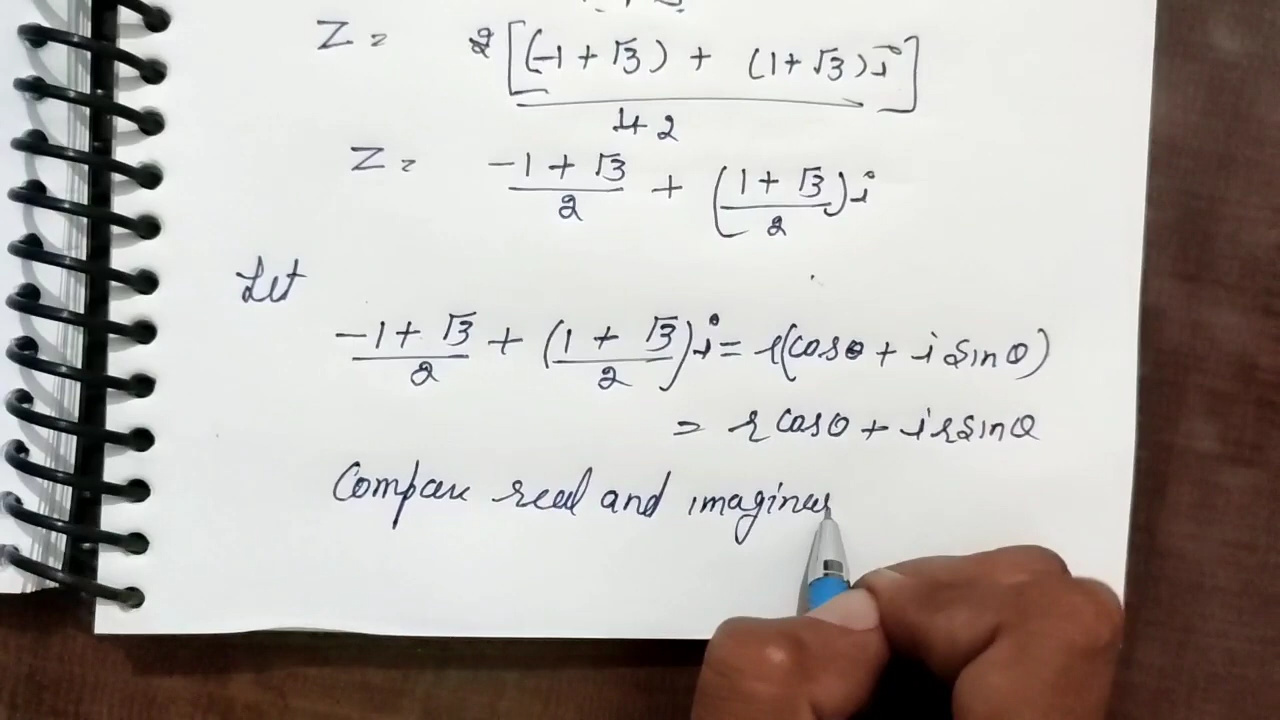 Z = 2[(-1 + √3) + (1 + √3)i]
4 2
Z = -1 + √3 / 2 + (1 + √3 / 2)i
Let
-1 + √3 / 2 + (1 + √3 / 2)i = r(cosθ + i sinθ)
= r cosθ + i r sinθ
Compare real and imaginar